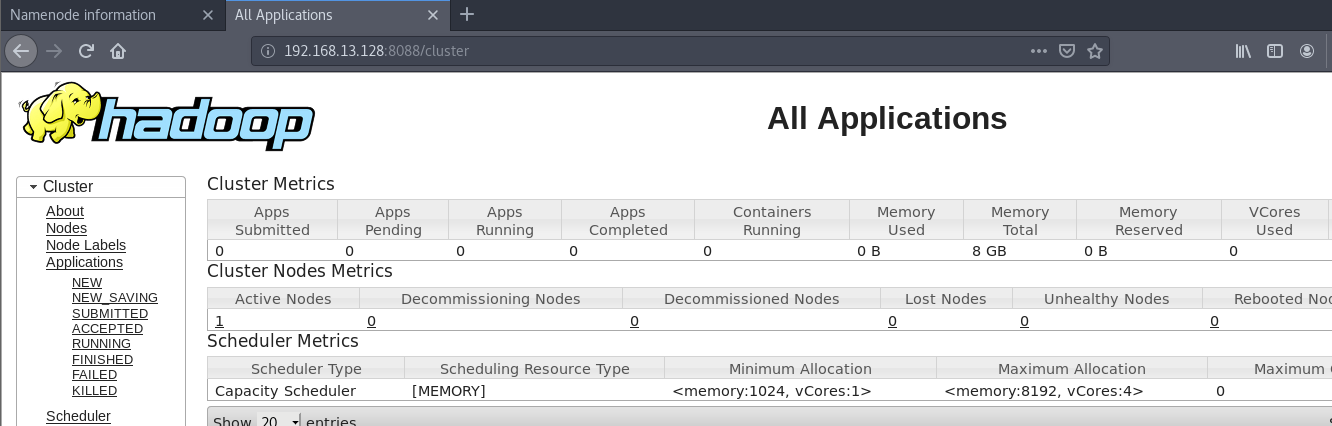 Namenode information
All Applications
192.168.13.128:8088/cluster
hadoop
All Applications
Cluster
About
Nodes
Node Labels
Applications
NEW
NEW_SAVING
SUBMITTED
ACCEPTED
RUNNING
FINISHED
FAILED
KILLED
Scheduler
Cluster Metrics
Apps Submitted Apps Pending Apps Running Apps Completed Containers Running Memory Used Memory Total Memory Reserved VCores Used
0 0 0 0 0 0 B 8 GB 0 B 0
Cluster Nodes Metrics
Active Nodes Decommissioning Nodes Decommissioned Nodes Lost Nodes Unhealthy Nodes Rebooted
1 0 0 0 0 0
Scheduler Metrics
Scheduler Type Scheduling Resource Type Minimum Allocation Maximum Allocation Maximum
Capacity Scheduler [MEMORY] <memory:1024, vCores:1> <memory:8192, vCores:4> 0
Show 20 entries